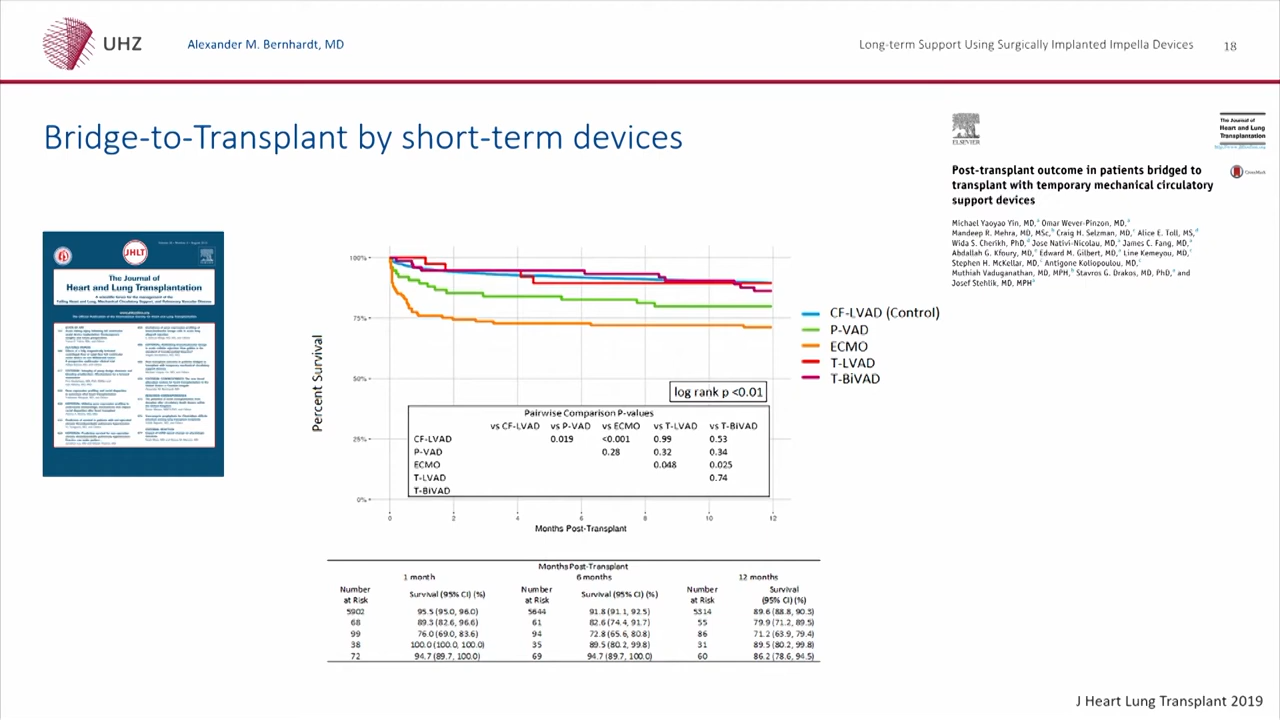 UHZ
Alexander M. Bernhardt, MD
Long-term Support Using Surgically Implanted Impella Devices
18
Bridge-to-Transplant by short-term devices
ELSEVIER
The Journal of
Heart and Lung
Transplantation
Post-transplant outcome in patients bridged to
transplant with temporary mechanical circulatory
support devices
CrossMark
Michael Yaoyao Yin, MD,a Omar Wever-Pinzon, MD,a
Mandeep R. Mehra, MD, MSc,b Craig H. Selzman, MD,c Alice E. Toll, MS,d
Wida S. Cherikh, PhD,d Jose Nativi-Nicolau, MD,a James C. Fang, MD,a
Abdallah G. Kfoury, MD, Edward M. Gilbert, MD, Line Kemeyou, MD,
Stephen H. McKellar, MD, Antigone Koliopoulou, MD,
Muthiah Vaduganathan, MD, MPH,b Stavros G. Drakos, MD, PhD,a and
Josef Stehlik, MD, MPHa
JHLT
The Journal of
Heart and Lung Transplantation
100%
75%
50%
25%
0%
Percent Survival
0 2 4 6 8 10 12
Months Post-Transplant
CF-LVAD (Control)
P-VAD
ECMO
T-LVAD
T-BiVAD
log rank p <0.01
Pairwise Comparison P-values
vs CF-LVAD vs P-VAD vs ECMO vs T-LVAD vs T-BiVAD
CF-LVAD 0.019 <0.001 0.99 0.53
P-VAD 0.28 0.32 0.34
ECMO 0.048 0.025
T-LVAD 0.74
T-BiVAD
Months Post-Transplant
1 month 6 months 12 months
Number at Risk Survival (95% CI) (%) Number at Risk Survival (95% CI) (%) Number at Risk Survival (95% CI) (%)
5902 95.5 (95.0, 96.0) 5644 91.8 (91.1, 92.5) 5314 89.6 (88.8, 90.3)
68 89.3 (82.6, 96.6) 61 82.6 (74.4, 91.7) 55 79.9 (71.2, 89.5)
99 76.0 (69.0, 83.6) 94 72.8 (65.6, 80.8) 86 71.2 (63.9, 79.4)
38 100.0 (100.0, 100.0) 35 89.5 (80.2, 99.8) 31 89.5 (80.2, 99.8)
72 94.7 (89.7, 100.0) 69 94.7 (89.7, 100.0) 60 86.2 (78.6, 94.5)
J Heart Lung Transplant 2019